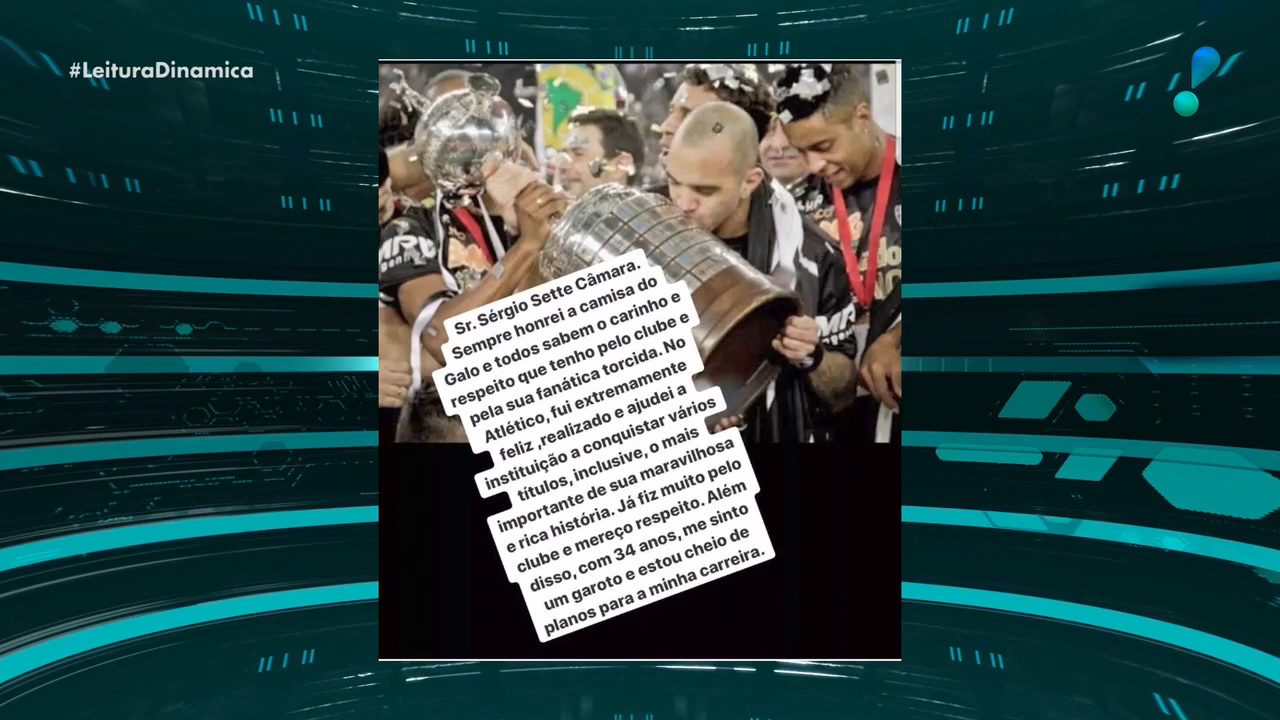 #LeituraDinamica
Sr. Sérgio Sette Câmara.
Sempre honrei a camisa do
Galo e todos sabem o carinho e
respeito que tenho pelo clube e
pela sua fanática torcida. No
Atlético, fui extremamente
feliz ,realizado e ajudei a
instituição a conquistar vários
títulos, inclusive, o mais
importante de sua maravilhosa
e rica história. Já fiz muito pelo
clube e mereço respeito. Além
disso, com 34 anos, me sinto
um garoto e estou cheio de
planos para a minha carreira.